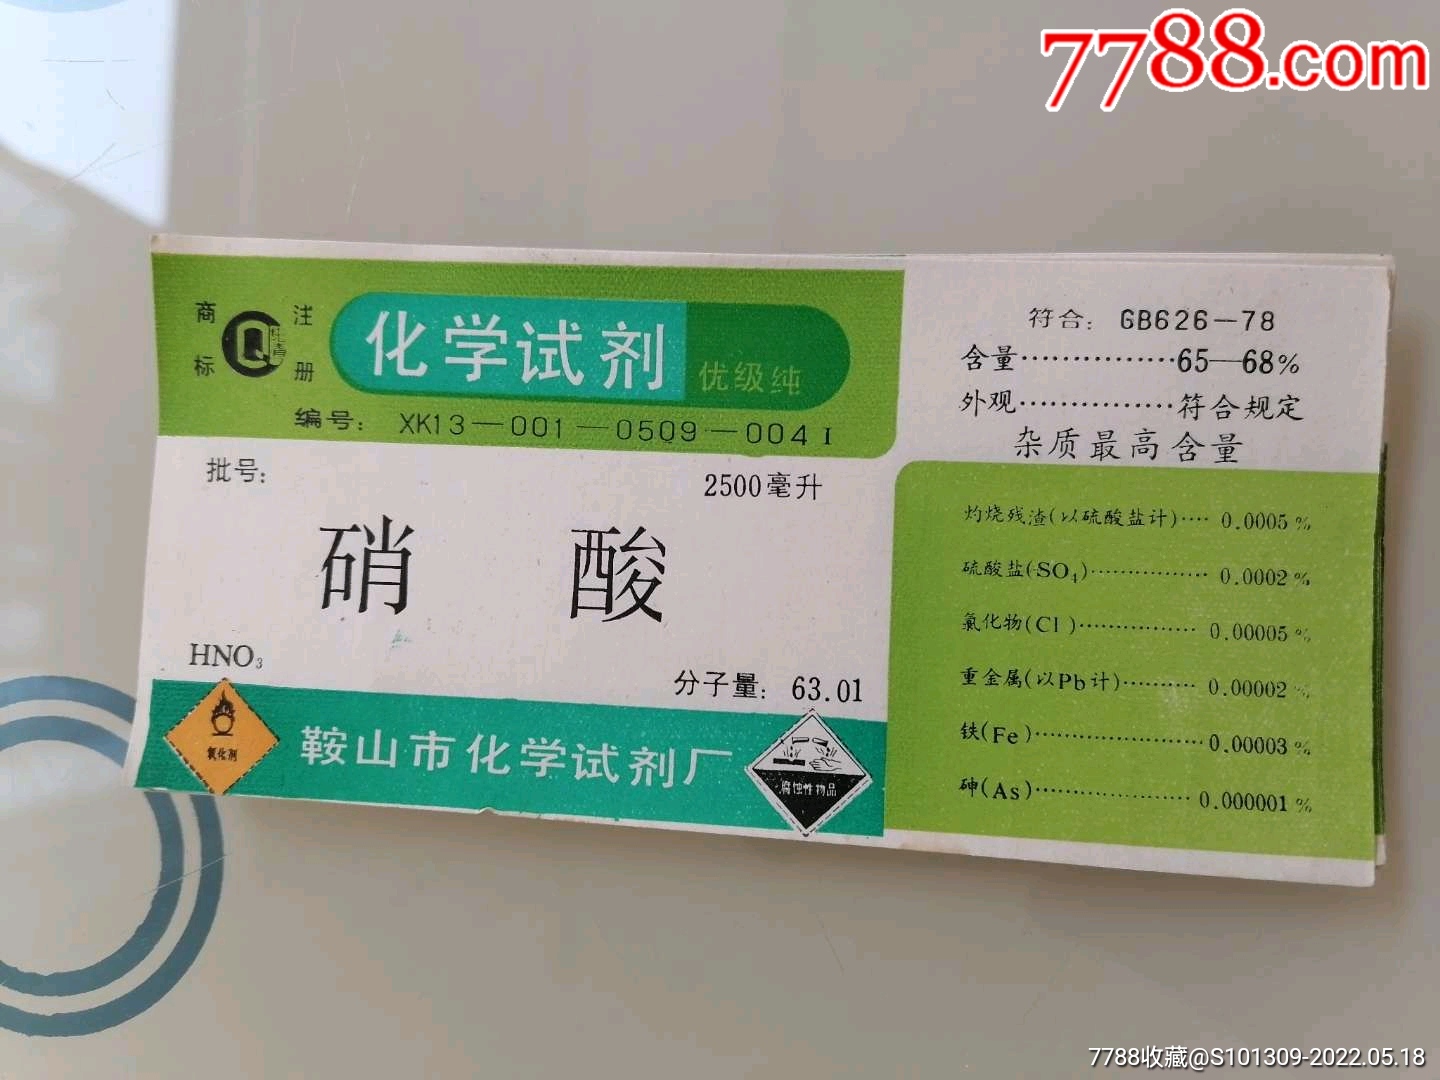 7788.com
商标 注册
化学试剂 优级纯
编号: XK13—001—0509—004 I
批号:
2500毫升
硝 酸
HNO₃
分子量: 63.01
氧化剂
鞍山市化学试剂厂
腐蚀性物品
符合: GB626—78
含量···············65—68%
外观···············符合规定
杂质最高含量
灼烧残渣(以硫酸盐计)···· 0.0005 %
硫酸盐(SO₄)················· 0.0002 %
氯化物(Cl)················· 0.00005 %
重金属(以Pb计)·········· 0.00002 %
铁(Fe)······················· 0.00003 %
砷(As)····················· 0.000001 %
7788收藏@S101309-2022.05.18